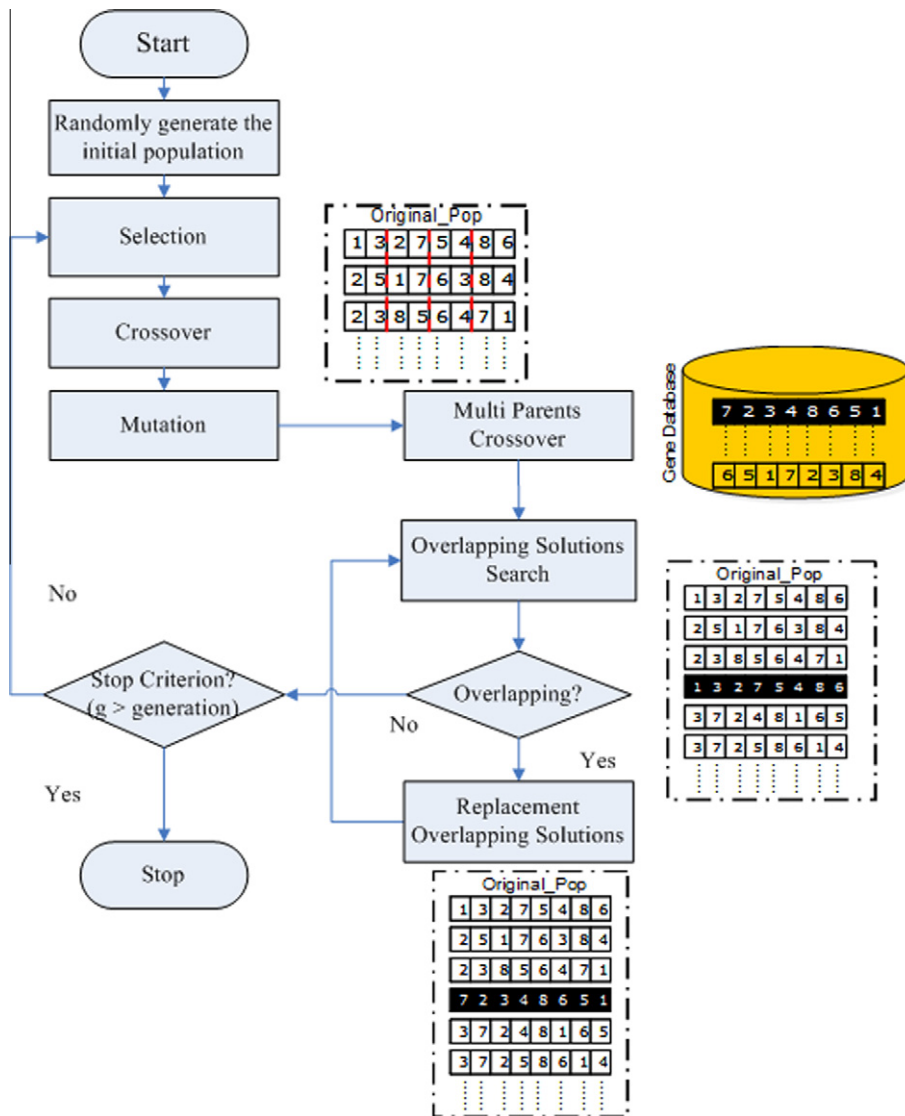 Start
Randomly generate the
initial population
Selection
Crossover
Mutation
Original_Pop
1 3 2 7 5 4 8 6
2 5 1 7 6 3 8 4
2 3 8 5 6 4 7 1
Multi Parents
Crossover
Gene Database
7 2 3 4 8 6 5 1
6 5 1 7 2 3 8 4
Overlapping Solutions
Search
Original_Pop
1 3 2 7 5 4 8 6
2 5 1 7 6 3 8 4
2 3 8 5 6 4 7 1
1 3 2 7 5 4 8 6
3 7 2 4 8 1 6 5
3 7 2 5 8 6 1 4
No
Stop Criterion?
(g > generation)
Overlapping?
No
Yes
Yes
Replacement
Overlapping Solutions
Stop
Original_Pop
1 3 2 7 5 4 8 6
2 5 1 7 6 3 8 4
2 3 8 5 6 4 7 1
7 2 3 4 8 6 5 1
3 7 2 4 8 1 6 5
3 7 2 5 8 6 1 4